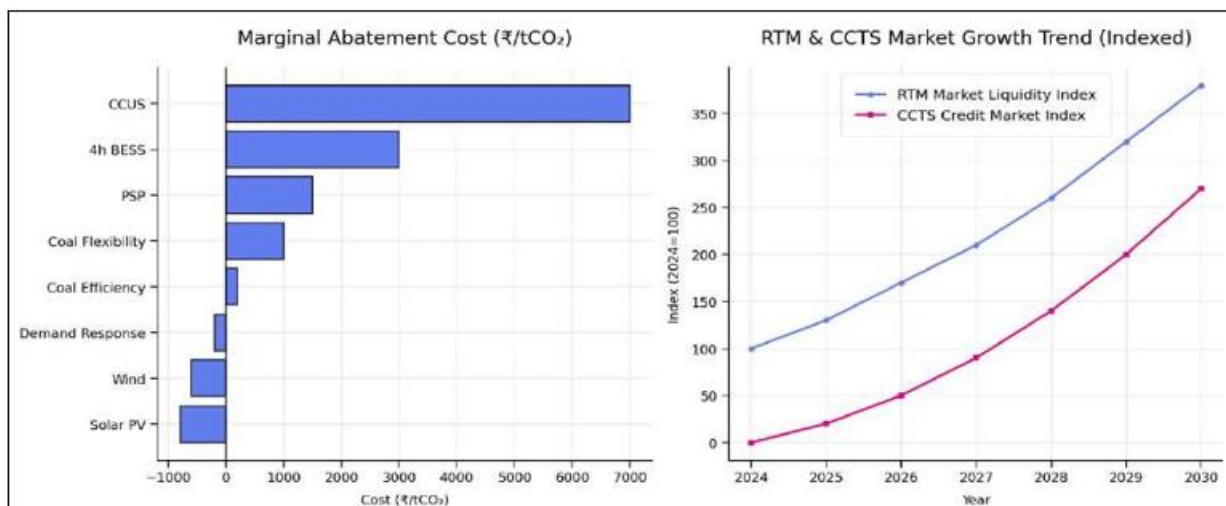 Marginal Abatement Cost (₹/tCO₂)
CCUS
4h BESS
PSP
Coal Flexibility
Coal Efficiency
Demand Response
Wind
Solar PV
−1000 0 1000 2000 3000 4000 5000 6000 7000
Cost (₹/tCO₂)
RTM & CCTS Market Growth Trend (Indexed)
RTM Market Liquidity Index
CCTS Credit Market Index
Index (2024=100)
350
300
250
200
150
100
50
0
2024 2025 2026 2027 2028 2029 2030
Year